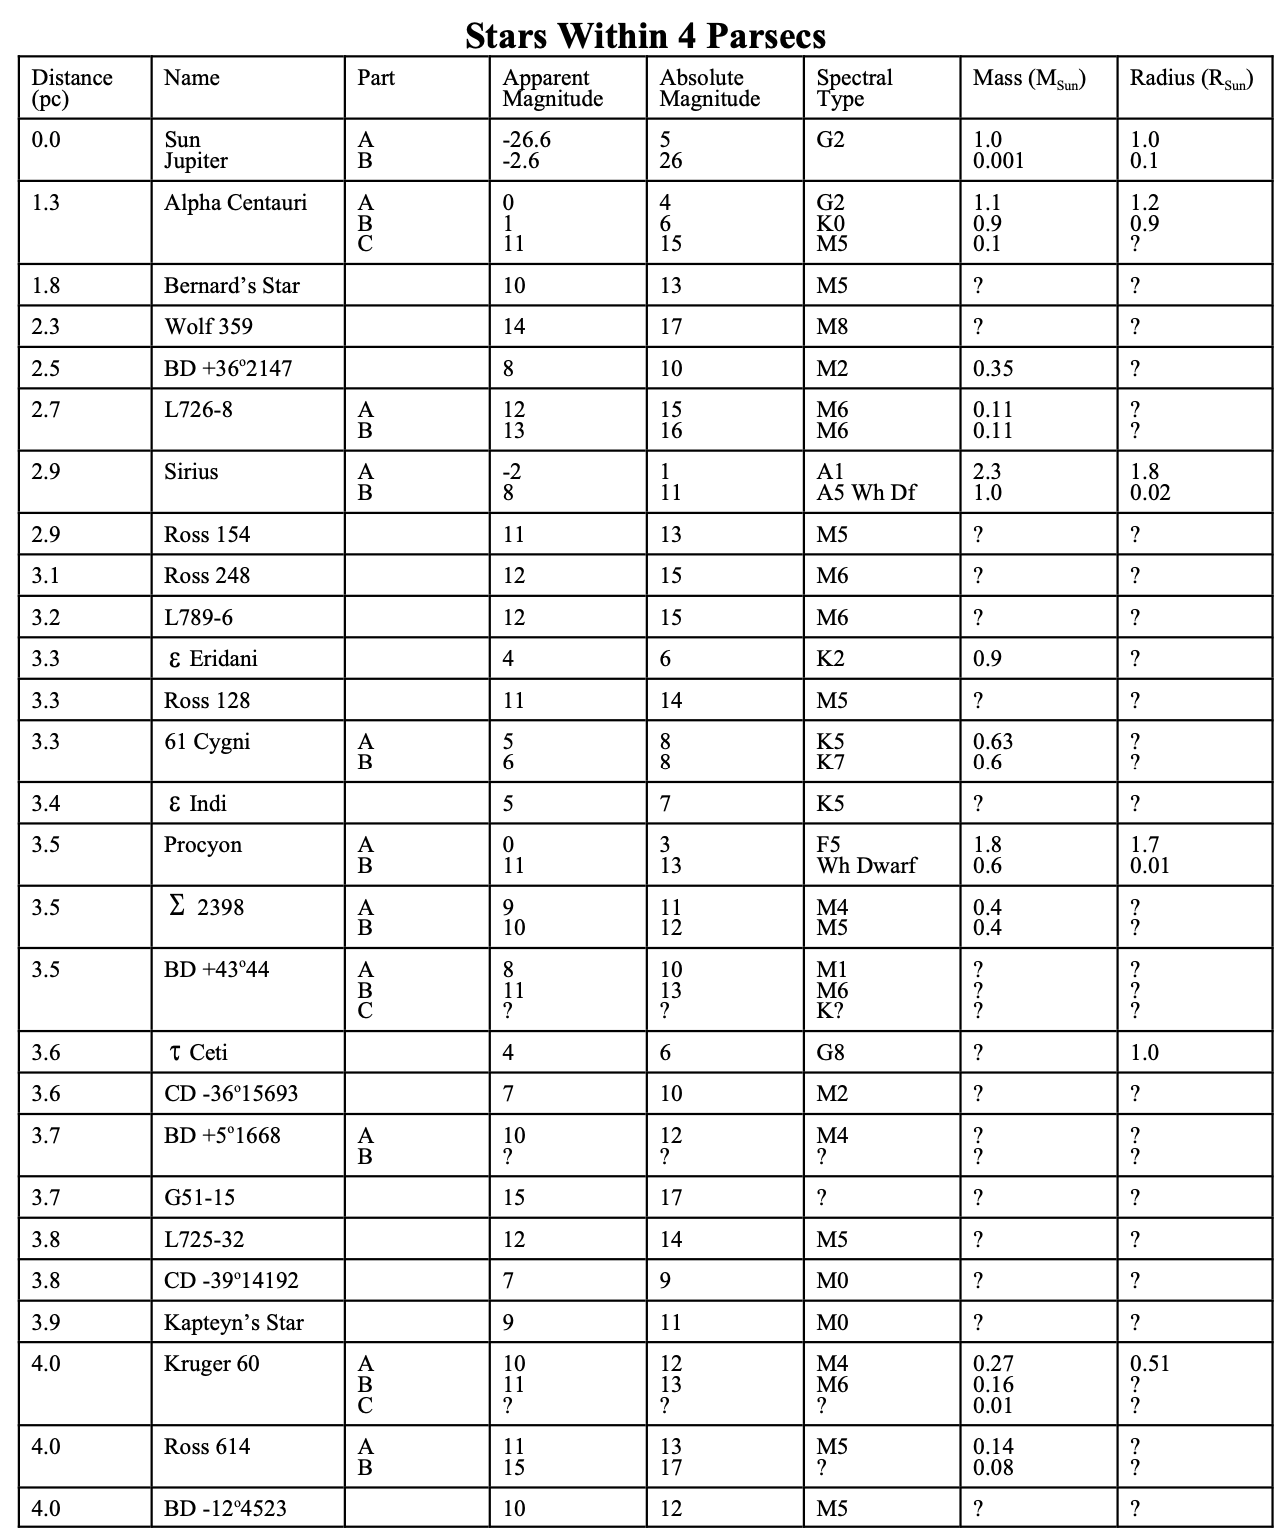 Stars Within 4 Parsecs
Distance (pc) Name Part Apparent Magnitude Absolute Magnitude Spectral Type Mass (MSun) Radius (RSun)
0.0 Sun A -26.6 5 G2 1.0 1.0
Jupiter B -2.6 26 0.001 0.1
1.3 Alpha Centauri A 0 4 G2 1.1 1.2
B 1 6 K0 0.9 0.9
C 11 15 M5 0.1 ?
1.8 Bernard’s Star 10 13 M5 ? ?
2.3 Wolf 359 14 17 M8 ? ?
2.5 BD +36º2147 8 10 M2 0.35 ?
2.7 L726-8 A 12 15 M6 0.11 ?
B 13 16 M6 0.11 ?
2.9 Sirius A -2 1 A1 2.3 1.8
B 8 11 A5 Wh Df 1.0 0.02
2.9 Ross 154 11 13 M5 ? ?
3.1 Ross 248 12 15 M6 ? ?
3.2 L789-6 12 15 M6 ? ?
3.3 ε Eridani 4 6 K2 0.9 ?
3.3 Ross 128 11 14 M5 ? ?
3.3 61 Cygni A 5 8 K5 0.63 ?
B 6 8 K7 0.6 ?
3.4 ε Indi 5 7 K5 ? ?
3.5 Procyon A 0 3 F5 1.8 1.7
B 11 13 Wh Dwarf 0.6 0.01
3.5 Σ 2398 A 9 11 M4 0.4 ?
B 10 12 M5 0.4 ?
3.5 BD +43º44 A 8 10 M1 ? ?
B 11 13 M6 ? ?
C ? ? K? ? ?
3.6 τ Ceti 4 6 G8 ? 1.0
3.6 CD -36º15693 7 10 M2 ? ?
3.7 BD +5º1668 A 10 12 M4 ? ?
B ? ? ? ? ?
3.7 G51-15 15 17 ? ? ?
3.8 L725-32 12 14 M5 ? ?
3.8 CD -39º14192 7 9 M0 ? ?
3.9 Kapteyn’s Star 9 11 M0 ? ?
4.0 Kruger 60 A 10 12 M4 0.27 0.51
B 11 13 M6 0.16 ?
C ? ? ? 0.01 ?
4.0 Ross 614 A 11 13 M5 0.14 ?
B 15 17 ? 0.08 ?
4.0 BD -12º4523 10 12 M5 ? ?